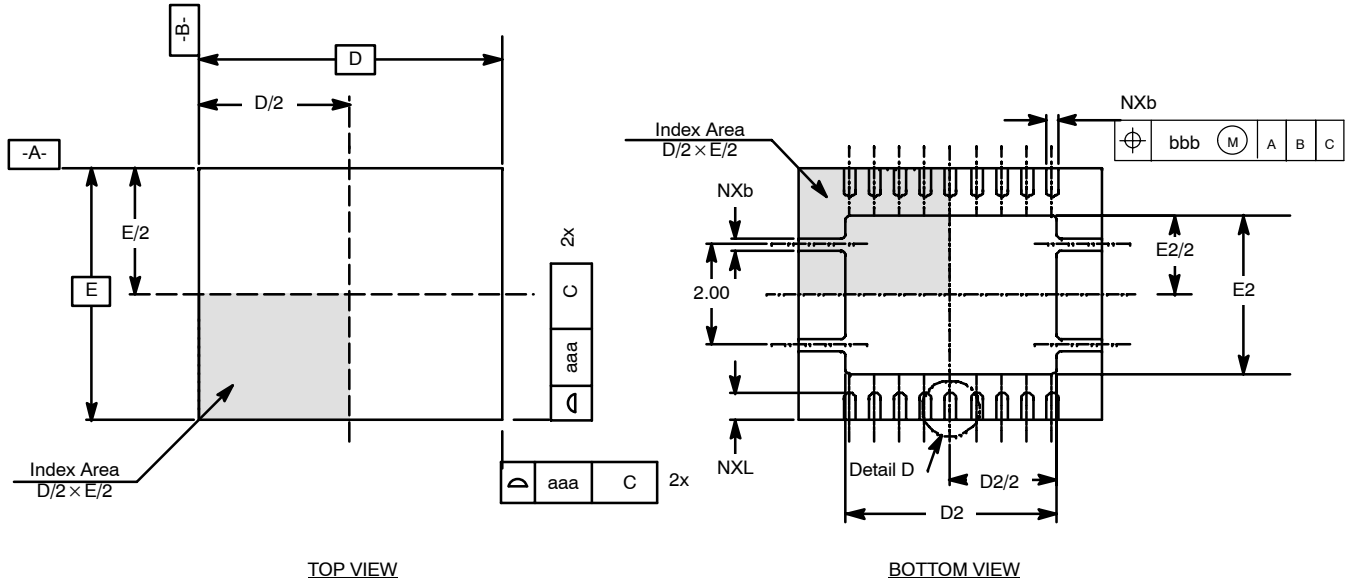 -B-
D
D/2
-A-
E/2
E
2x
C
aaa
aaa C 2x
Index Area
D/2 × E/2
TOP VIEW
NXb
bbb M A B C
Index Area
D/2 × E/2
NXb
2.00
E2/2
E2
NXL
Detail D
D2/2
D2
BOTTOM VIEW